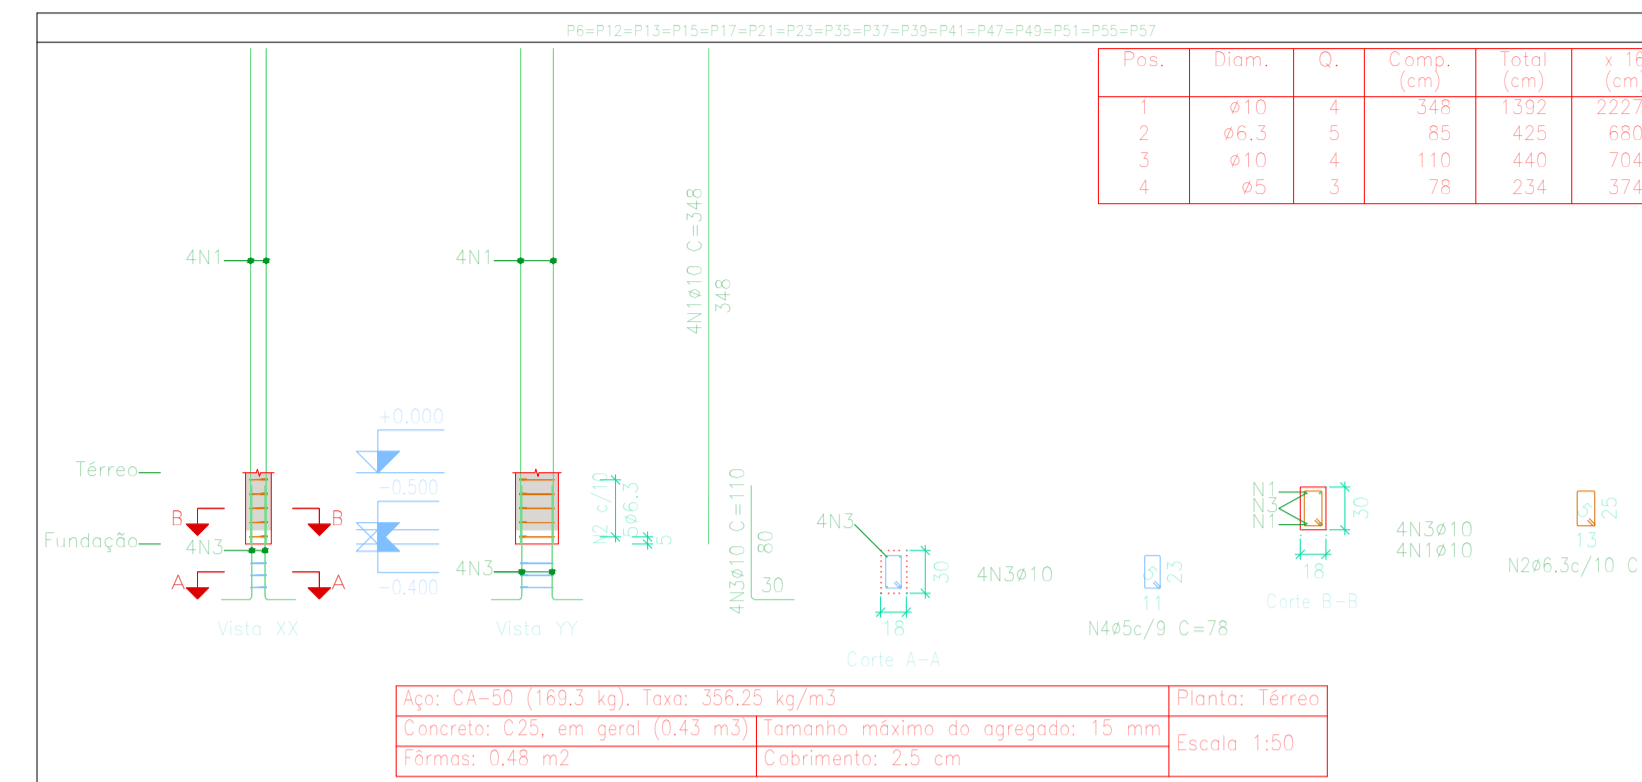 P6=P12=P13=P15=P17=P21=P23=P35=P37=P39=P41=P47=P49=P51=P55=P57
Pos. Diam. Q. Comp. (cm) Total (cm) x 16 (cm)
1 ø10 4 348 1392 2227
2 ø6.3 5 85 425 680
3 ø10 4 110 440 704
4 ø5 3 78 234 374
4N1
4N1
4N1ø10 C=348
348
+0.000
Térreo
-0.500
B
B
Fundação
4N3
A
A
-0.400
Vista XX
4N3
Vista YY
N2 c/10
5ø6.3
5
4N3ø10 C=110
80
30
4N3
30
18
4N3ø10
Corte A-A
23
11
N4ø5c/9 C=78
N1
N3
N1
30
18
Corte B-B
4N3ø10
4N1ø10
25
13
N2ø6.3c/10 C
Aço: CA-50 (169.3 kg). Taxa: 356.25 kg/m3
Planta: Térreo
Concreto: C25, em geral (0.43 m3)
Tamanho máximo do agregado: 15 mm
Escala 1:50
Fôrmas: 0.48 m2
Cobrimento: 2.5 cm